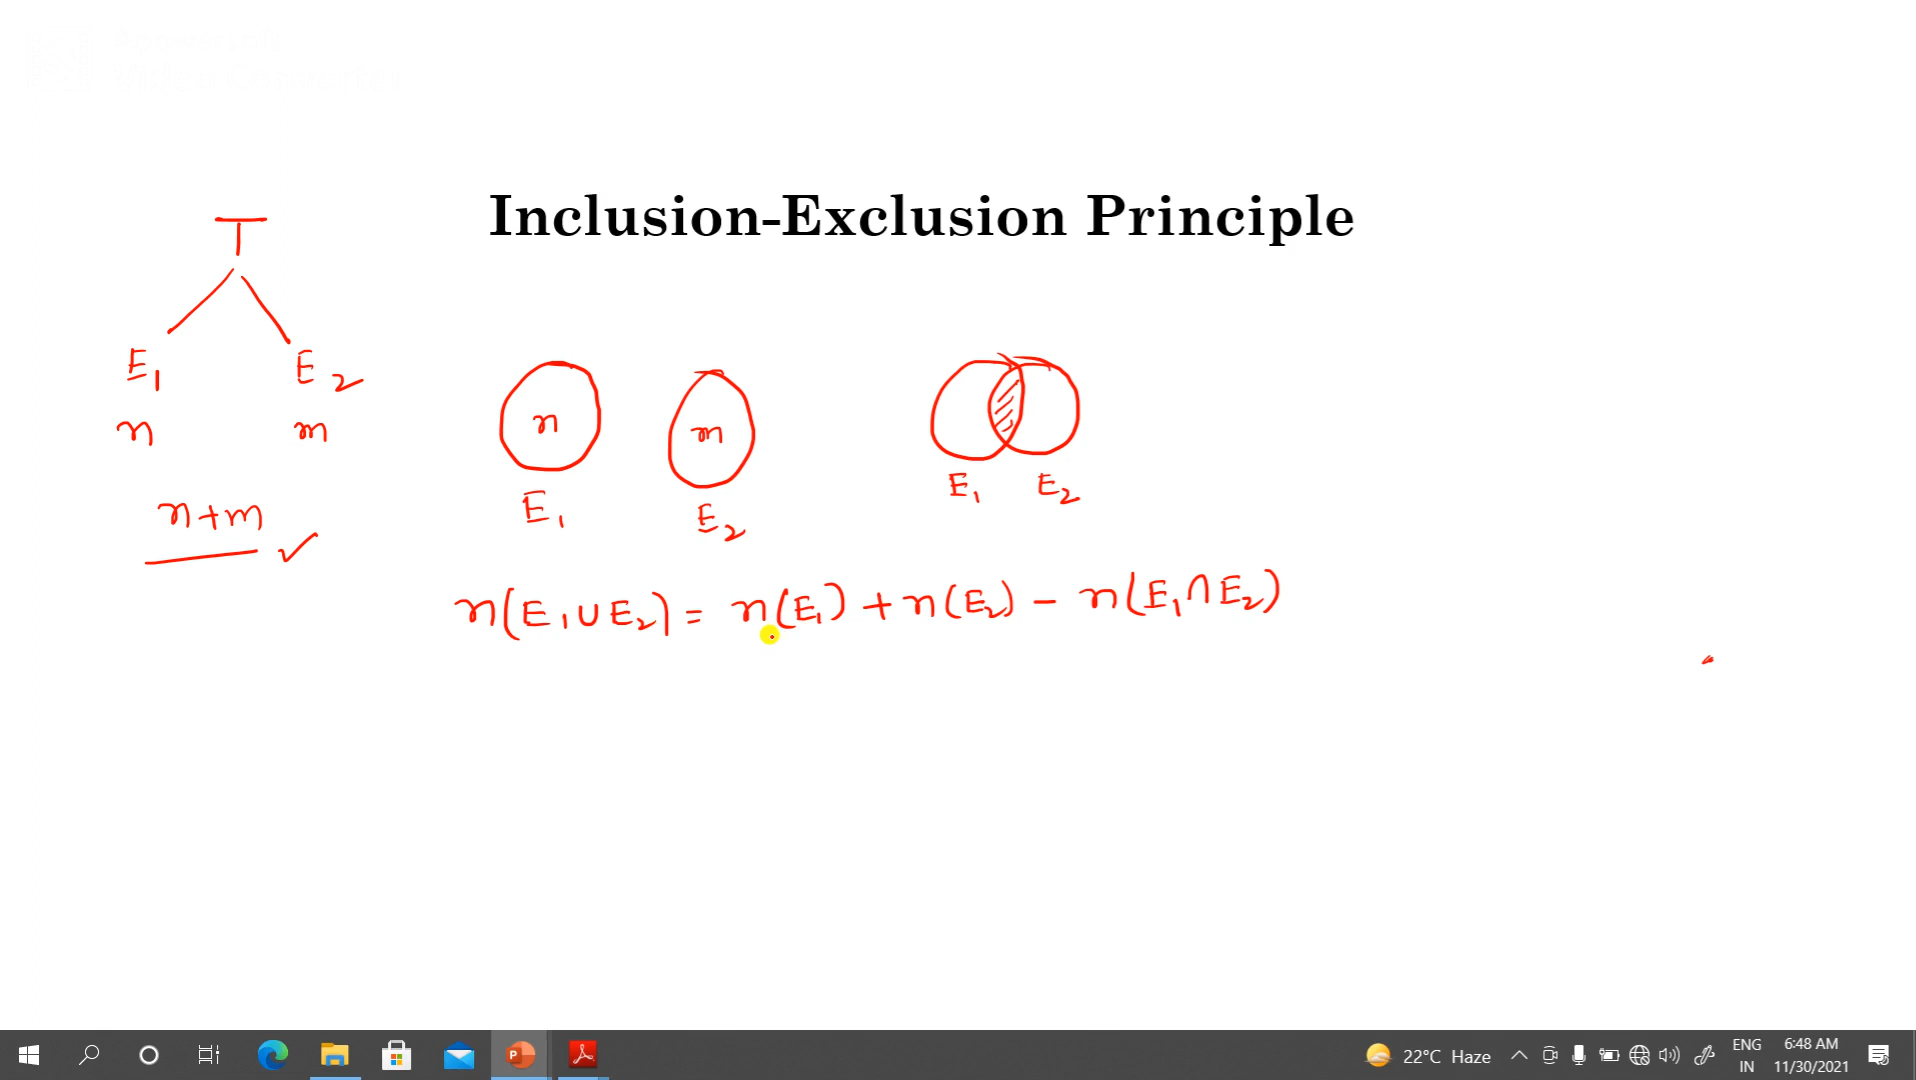 Inclusion-Exclusion Principle
T
E1 E2
n m
n+m ✓
n m
E1 E2
E1 E2
n(E1∪E2) = n(E1) + n(E2) - n(E1∩E2)
22°C Haze
ENG
IN
6:48 AM
11/30/2021